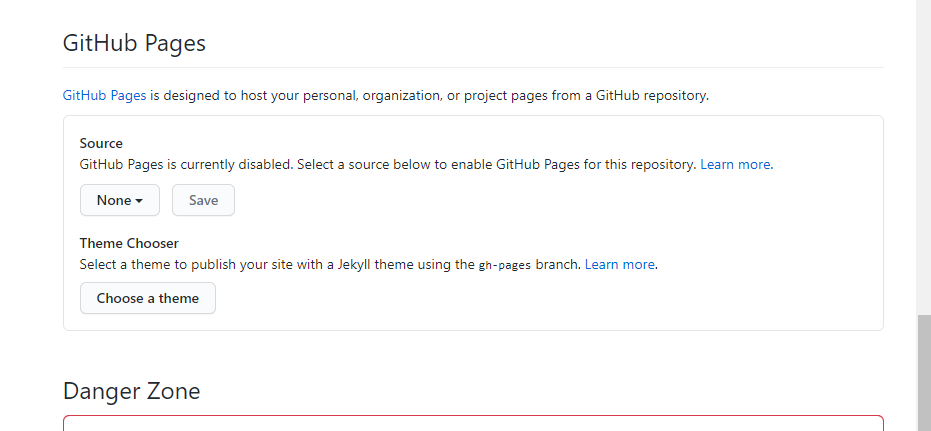 GitHub Pages
GitHub Pages is designed to host your personal, organization, or project pages from a GitHub repository.
Source
GitHub Pages is currently disabled. Select a source below to enable GitHub Pages for this repository. Learn more.
None Save
Theme Chooser
Select a theme to publish your site with a Jekyll theme using the gh-pages branch. Learn more.
Choose a theme
Danger Zone